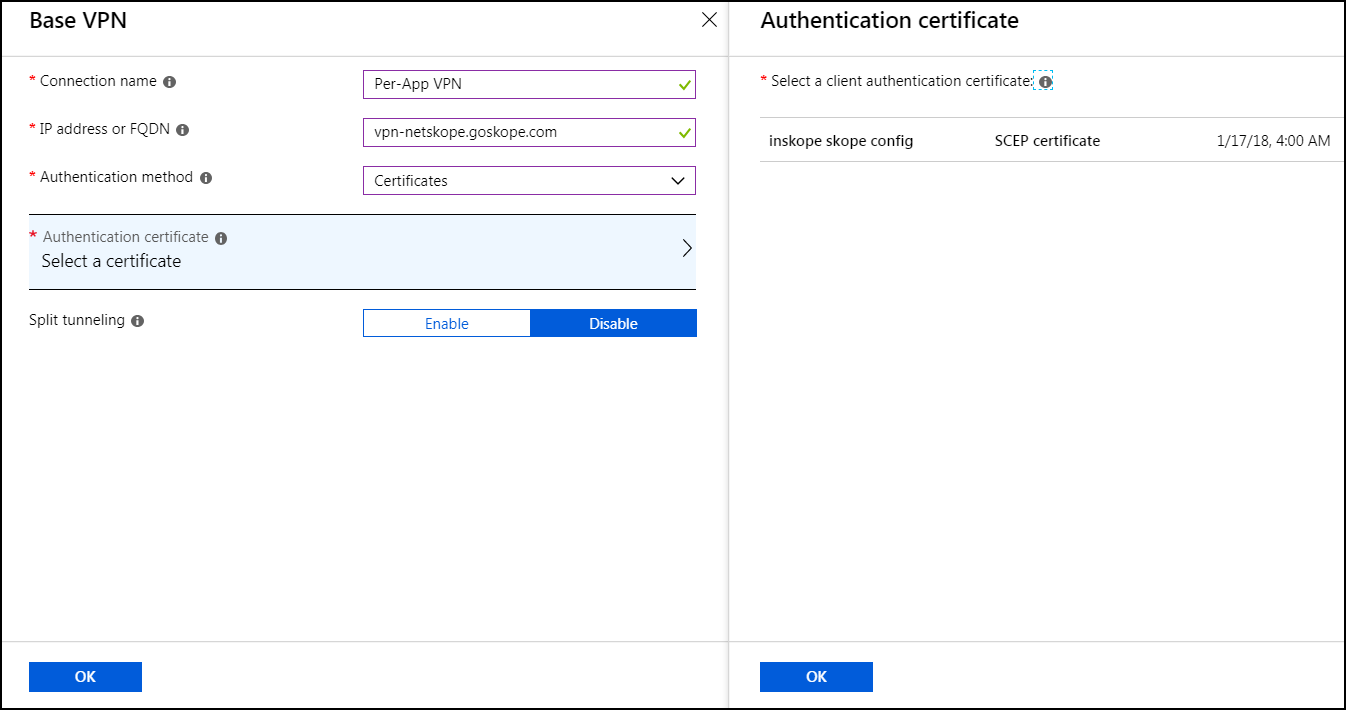 Base VPN
* Connection name
Per-App VPN
* IP address or FQDN
vpn-netskope.goskope.com
* Authentication method
Certificates
* Authentication certificate
Select a certificate
Split tunneling
Enable
Disable
OK
Authentication certificate
* Select a client authentication certificate:
inskope skope config SCEP certificate 1/17/18, 4:00 AM
OK